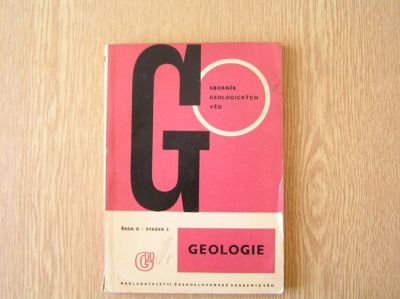 G
SBORNÍK
GEOLOGICKÝCH
VĚD
ŘADA G · SVAZEK 5
GEOLOGIE
NAKLADATELSTVÍ ČESKOSLOVENSKÉ AKADEMIE VĚD